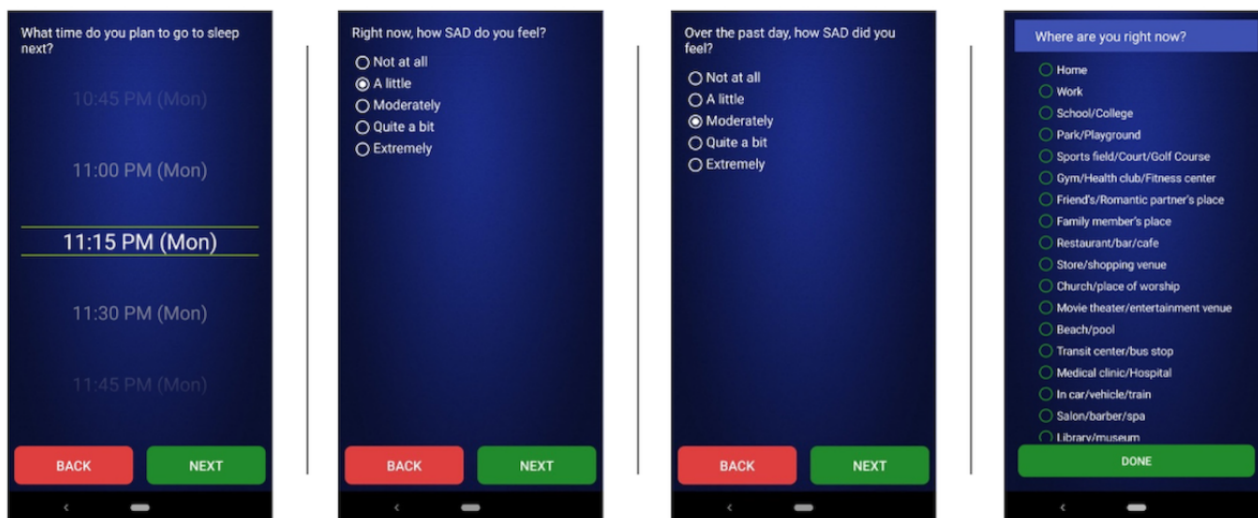 What time do you plan to go to sleep
next?
10:45 PM (Mon)
11:00 PM (Mon)
11:15 PM (Mon)
11:30 PM (Mon)
11:45 PM (Mon)
BACK
NEXT
Right now, how SAD do you feel?
Not at all
A little
Moderately
Quite a bit
Extremely
BACK
NEXT
Over the past day, how SAD did you
feel?
Not at all
A little
Moderately
Quite a bit
Extremely
BACK
NEXT
Where are you right now?
Home
Work
School/College
Park/Playground
Sports field/Court/Golf Course
Gym/Health club/Fitness center
Friend's/Romantic partner's place
Family member's place
Restaurant/bar/cafe
Store/shopping venue
Church/place of worship
Movie theater/entertainment venue
Beach/pool
Transit center/bus stop
Medical clinic/Hospital
In car/vehicle/train
Salon/barber/spa
Library/museum
DONE